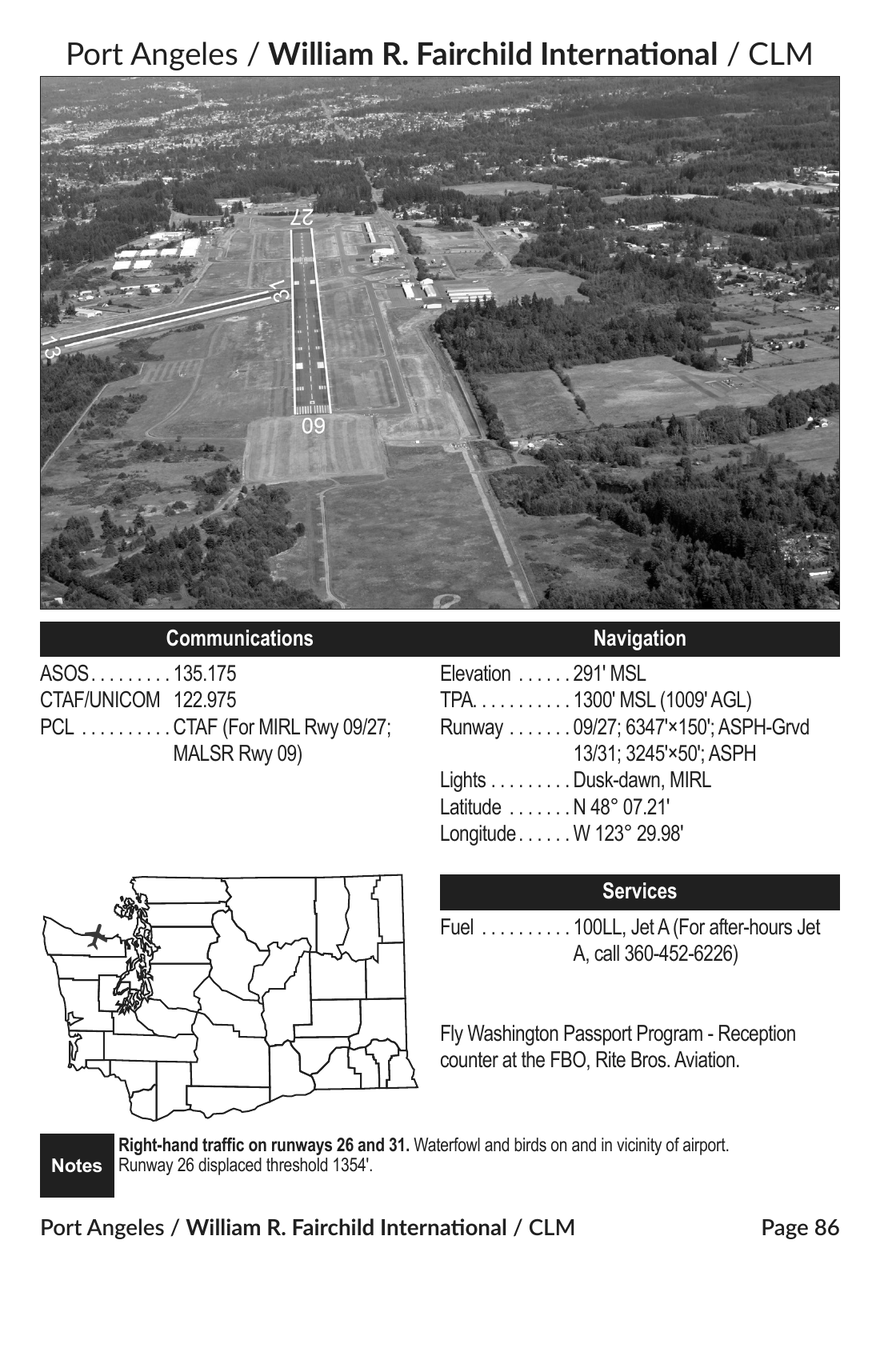 Port Angeles / William R. Fairchild International / CLM
27
31
13
09
Communications
ASOS. . . . . . . . . 135.175
CTAF/UNICOM 122.975
PCL . . . . . . . . . . CTAF (For MIRL Rwy 09/27;
MALSR Rwy 09)
Navigation
Elevation . . . . . . 291' MSL
TPA. . . . . . . . . . . 1300' MSL (1009' AGL)
Runway . . . . . . . 09/27; 6347'×150'; ASPH-Grvd
13/31; 3245'×50'; ASPH
Lights . . . . . . . . . Dusk-dawn, MIRL
Latitude . . . . . . . N 48° 07.21'
Longitude . . . . . . W 123° 29.98'
Services
Fuel . . . . . . . . . . 100LL, Jet A (For after-hours Jet
A, call 360-452-6226)
Fly Washington Passport Program - Reception
counter at the FBO, Rite Bros. Aviation.
Notes
Right-hand traffic on runways 26 and 31. Waterfowl and birds on and in vicinity of airport.
Runway 26 displaced threshold 1354'.
Port Angeles / William R. Fairchild International / CLM Page 86